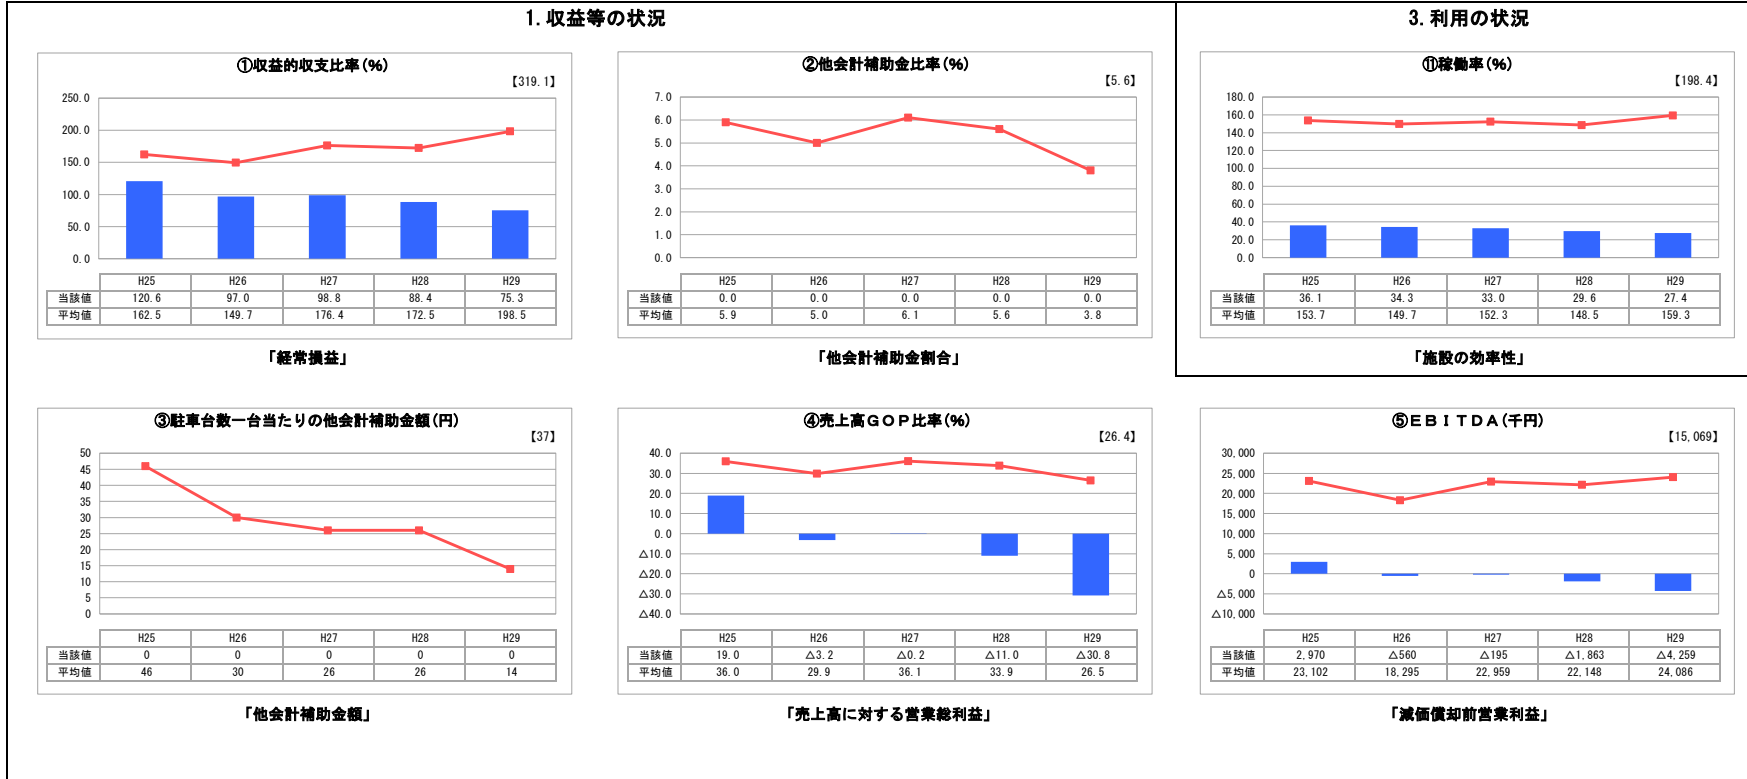 1. 収益等の状況
3. 利用の状況
①収益的収支比率(%)
【319.1】
250.0
200.0
150.0
100.0
50.0
0.0
H25 H26 H27 H28 H29
当該値 120.6 97.0 98.8 88.4 75.3
平均値 162.5 149.7 176.4 172.5 198.5
「経常損益」
②他会計補助金比率(%)
【5.6】
7.0
6.0
5.0
4.0
3.0
2.0
1.0
0.0
H25 H26 H27 H28 H29
当該値 0.0 0.0 0.0 0.0 0.0
平均値 5.9 5.0 6.1 5.6 3.8
「他会計補助金割合」
⑪稼働率(%)
【198.4】
180.0
160.0
140.0
120.0
100.0
80.0
60.0
40.0
20.0
0.0
H25 H26 H27 H28 H29
当該値 36.1 34.3 33.0 29.6 27.4
平均値 153.7 149.7 152.3 148.5 159.3
「施設の効率性」
③駐車台数一台当たりの他会計補助金額(円)
【37】
50
45
40
35
30
25
20
15
10
5
0
H25 H26 H27 H28 H29
当該値 0 0 0 0 0
平均値 46 30 26 26 14
「他会計補助金額」
④売上高ＧＯＰ比率(%)
【26.4】
40.0
30.0
20.0
10.0
0.0
△10.0
△20.0
△30.0
△40.0
H25 H26 H27 H28 H29
当該値 19.0 △3.2 △0.2 △11.0 △30.8
平均値 36.0 29.9 36.1 33.9 26.5
「売上高に対する営業総利益」
⑤ＥＢＩＴＤＡ(千円)
【15,069】
30,000
25,000
20,000
15,000
10,000
5,000
0
△5,000
△10,000
H25 H26 H27 H28 H29
当該値 2,970 △560 △195 △1,863 △4,259
平均値 23,102 18,295 22,959 22,148 24,086
「減価償却前営業利益」